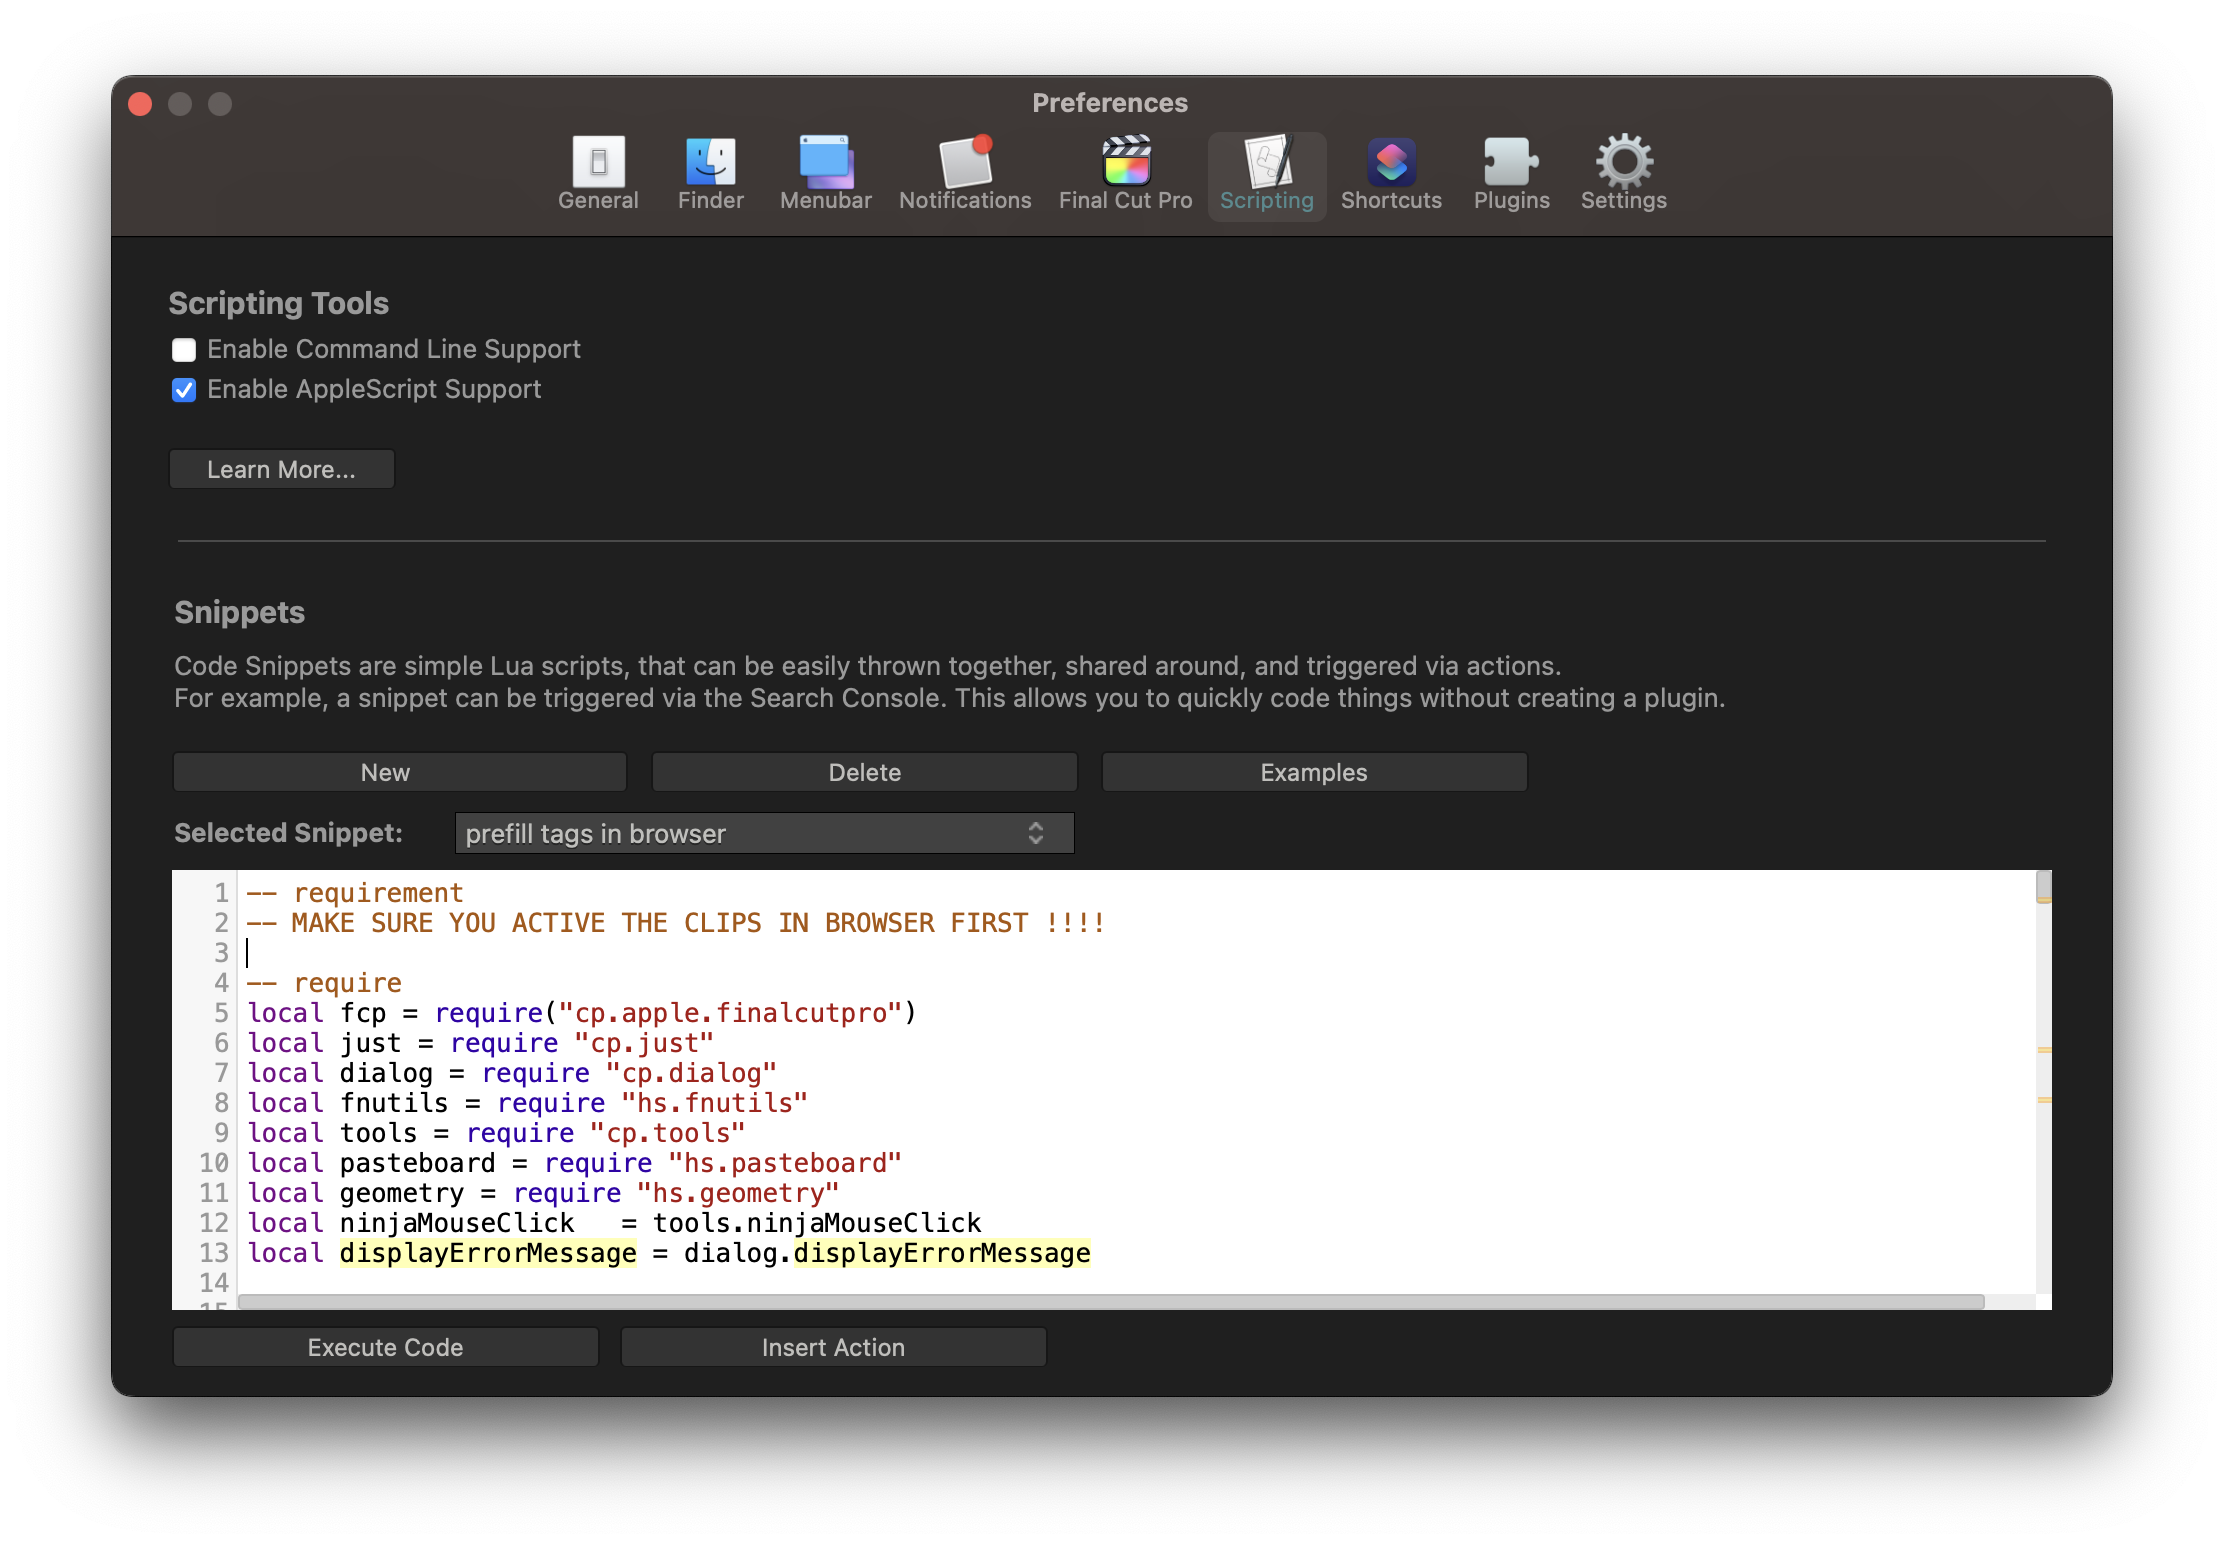 Preferences
General Finder Menubar Notifications Final Cut Pro Scripting Shortcuts Plugins Settings
Scripting Tools
Enable Command Line Support
Enable AppleScript Support
Learn More...
Snippets
Code Snippets are simple Lua scripts, that can be easily thrown together, shared around, and triggered via actions.
For example, a snippet can be triggered via the Search Console. This allows you to quickly code things without creating a plugin.
New Delete Examples
Selected Snippet: prefill tags in browser
1 -- requirement
2 -- MAKE SURE YOU ACTIVE THE CLIPS IN BROWSER FIRST !!!!
3
4 -- require
5 local fcp = require("cp.apple.finalcutpro")
6 local just = require "cp.just"
7 local dialog = require "cp.dialog"
8 local fnutils = require "hs.fnutils"
9 local tools = require "cp.tools"
10 local pasteboard = require "hs.pasteboard"
11 local geometry = require "hs.geometry"
12 local ninjaMouseClick   = tools.ninjaMouseClick
13 local displayErrorMessage = dialog.displayErrorMessage
14
15
Execute Code Insert Action